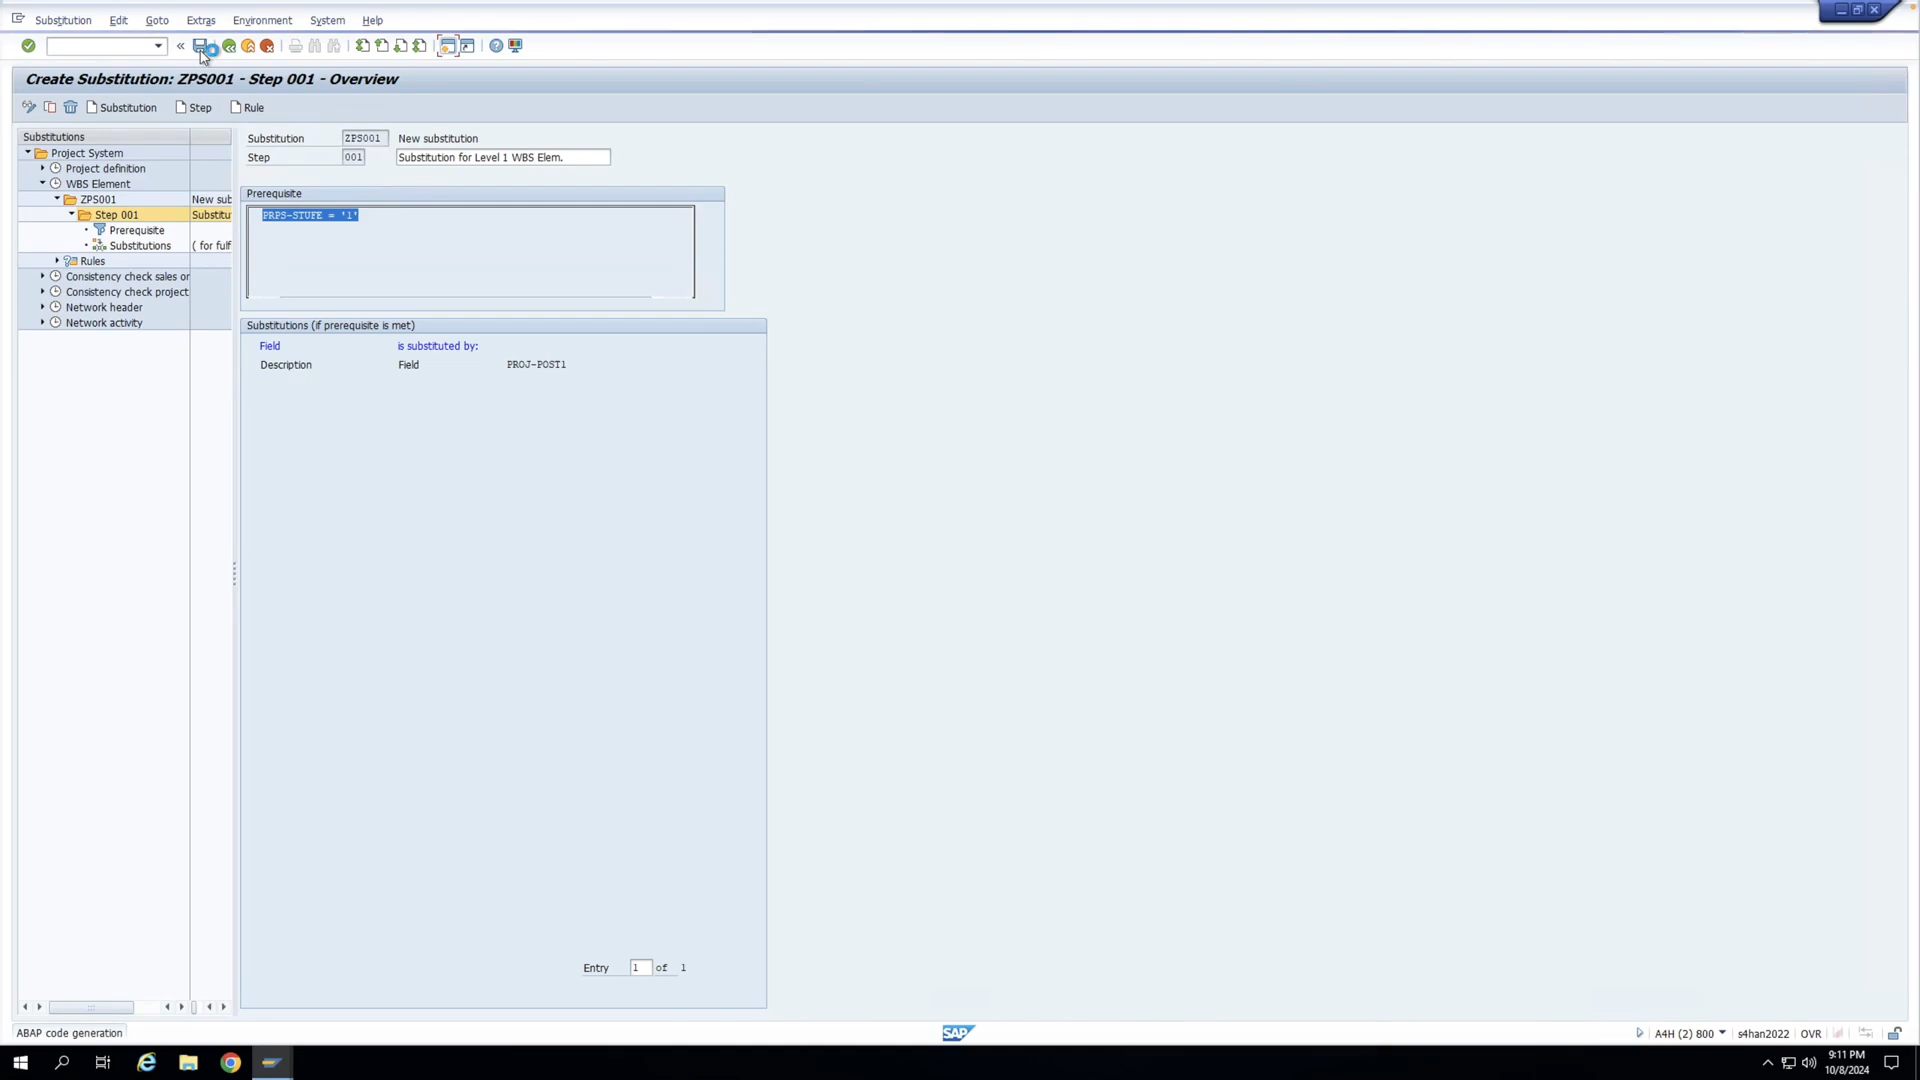 Substitution Edit Goto Extras Environment System Help
Create Substitution: ZPS001 - Step 001 - Overview
Substitution Step Rule
Substitutions
Project System
Project definition
WBS Element
ZPS001 New sub
Step 001 Substitu
Prerequisite
Substitutions ( for fulf
Rules
Consistency check sales or
Consistency check project
Network header
Network activity
Substitution ZPS001 New substitution
Step 001 Substitution for Level 1 WBS Elem.
Prerequisite
PRPS-STUFE = '1'
Substitutions (if prerequisite is met)
Field is substituted by:
Description Field PROJ-POST1
Entry 1 of 1
ABAP code generation
SAP
A4H (2) 800 s4han2022 OVR
9:11 PM
10/8/2024